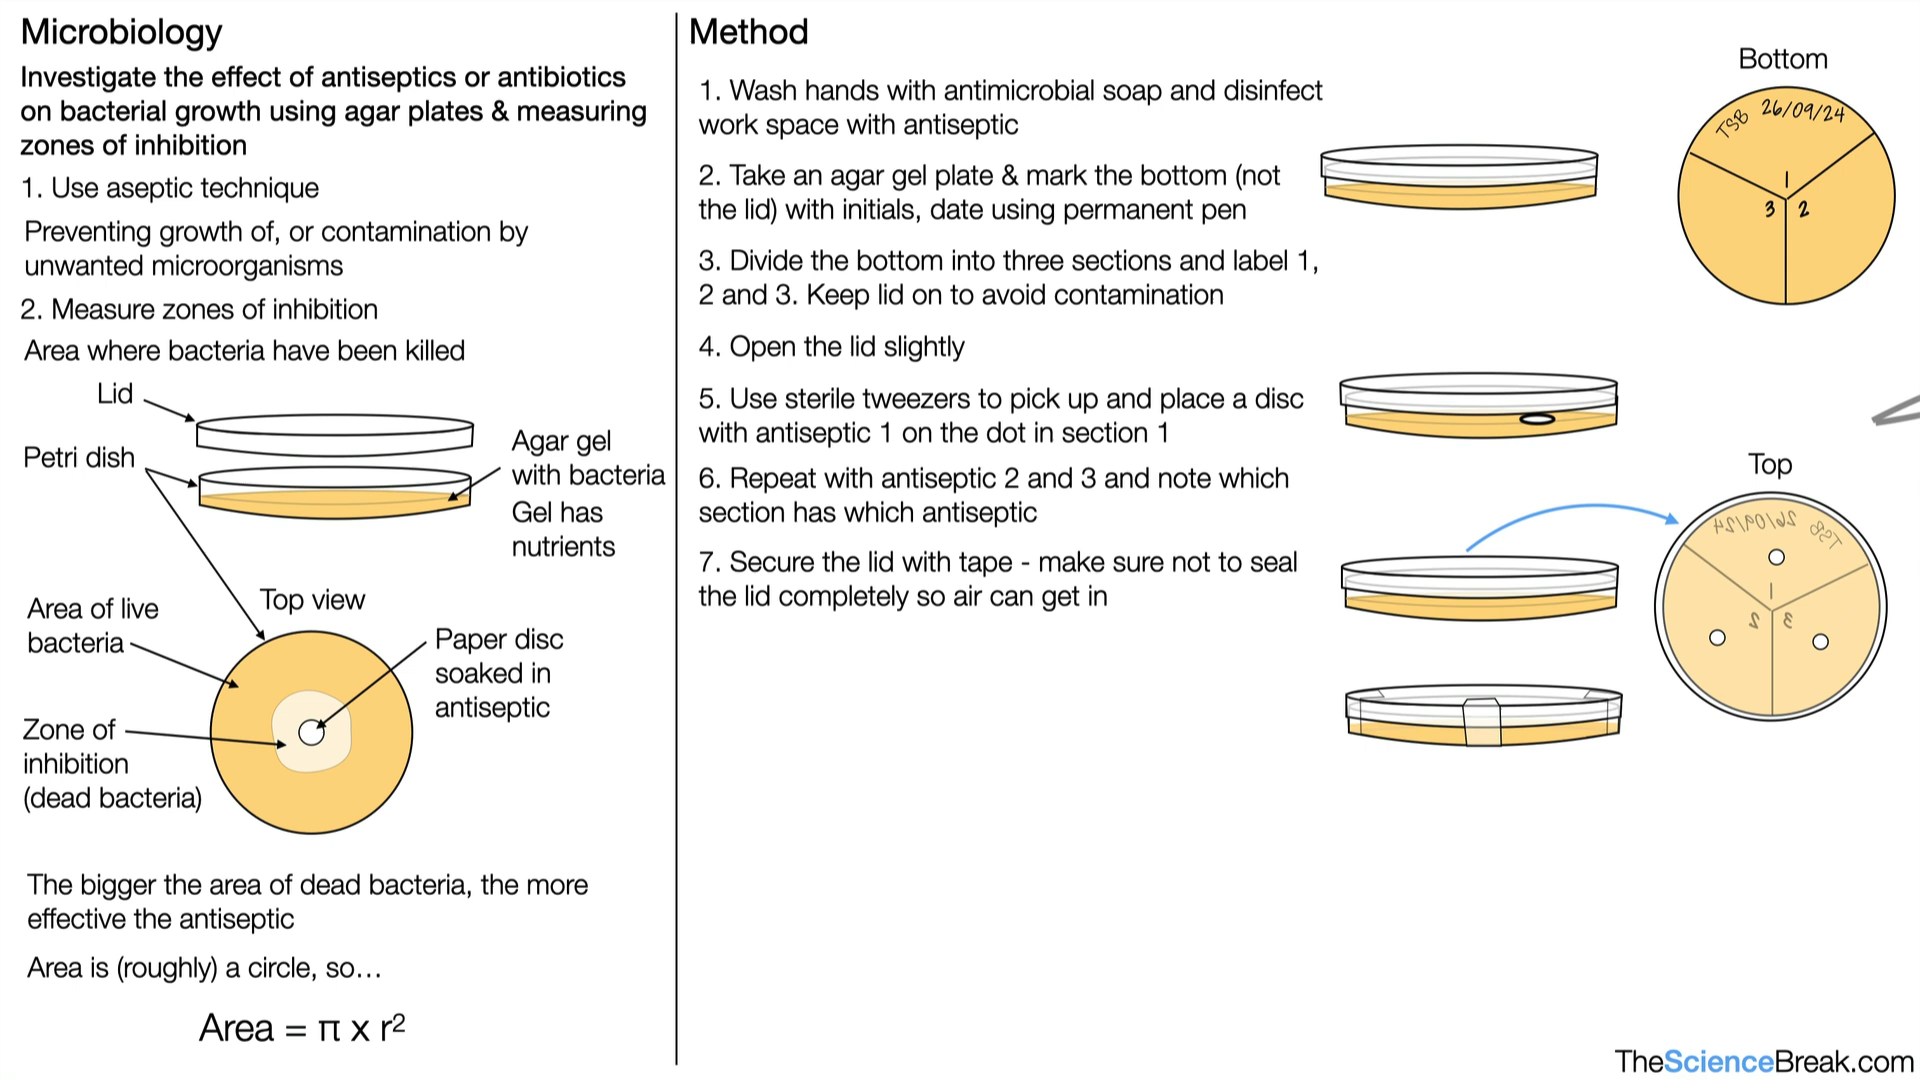 Microbiology
Investigate the effect of antiseptics or antibiotics
on bacterial growth using agar plates & measuring
zones of inhibition
1. Use aseptic technique
Preventing growth of, or contamination by
unwanted microorganisms
2. Measure zones of inhibition
Area where bacteria have been killed
Lid
Petri dish
Agar gel
with bacteria
Gel has
nutrients
Area of live
bacteria
Top view
Paper disc
soaked in
antiseptic
Zone of
inhibition
(dead bacteria)
The bigger the area of dead bacteria, the more
effective the antiseptic
Area is (roughly) a circle, so...
Area = π x r²
Method
1. Wash hands with antimicrobial soap and disinfect
work space with antiseptic
2. Take an agar gel plate & mark the bottom (not
the lid) with initials, date using permanent pen
3. Divide the bottom into three sections and label 1,
2 and 3. Keep lid on to avoid contamination
4. Open the lid slightly
5. Use sterile tweezers to pick up and place a disc
with antiseptic 1 on the dot in section 1
6. Repeat with antiseptic 2 and 3 and note which
section has which antiseptic
7. Secure the lid with tape - make sure not to seal
the lid completely so air can get in
Bottom
TSB 26/09/24
1
3 2
Top
26/09/24 TSB
1
2 3
TheScienceBreak.com